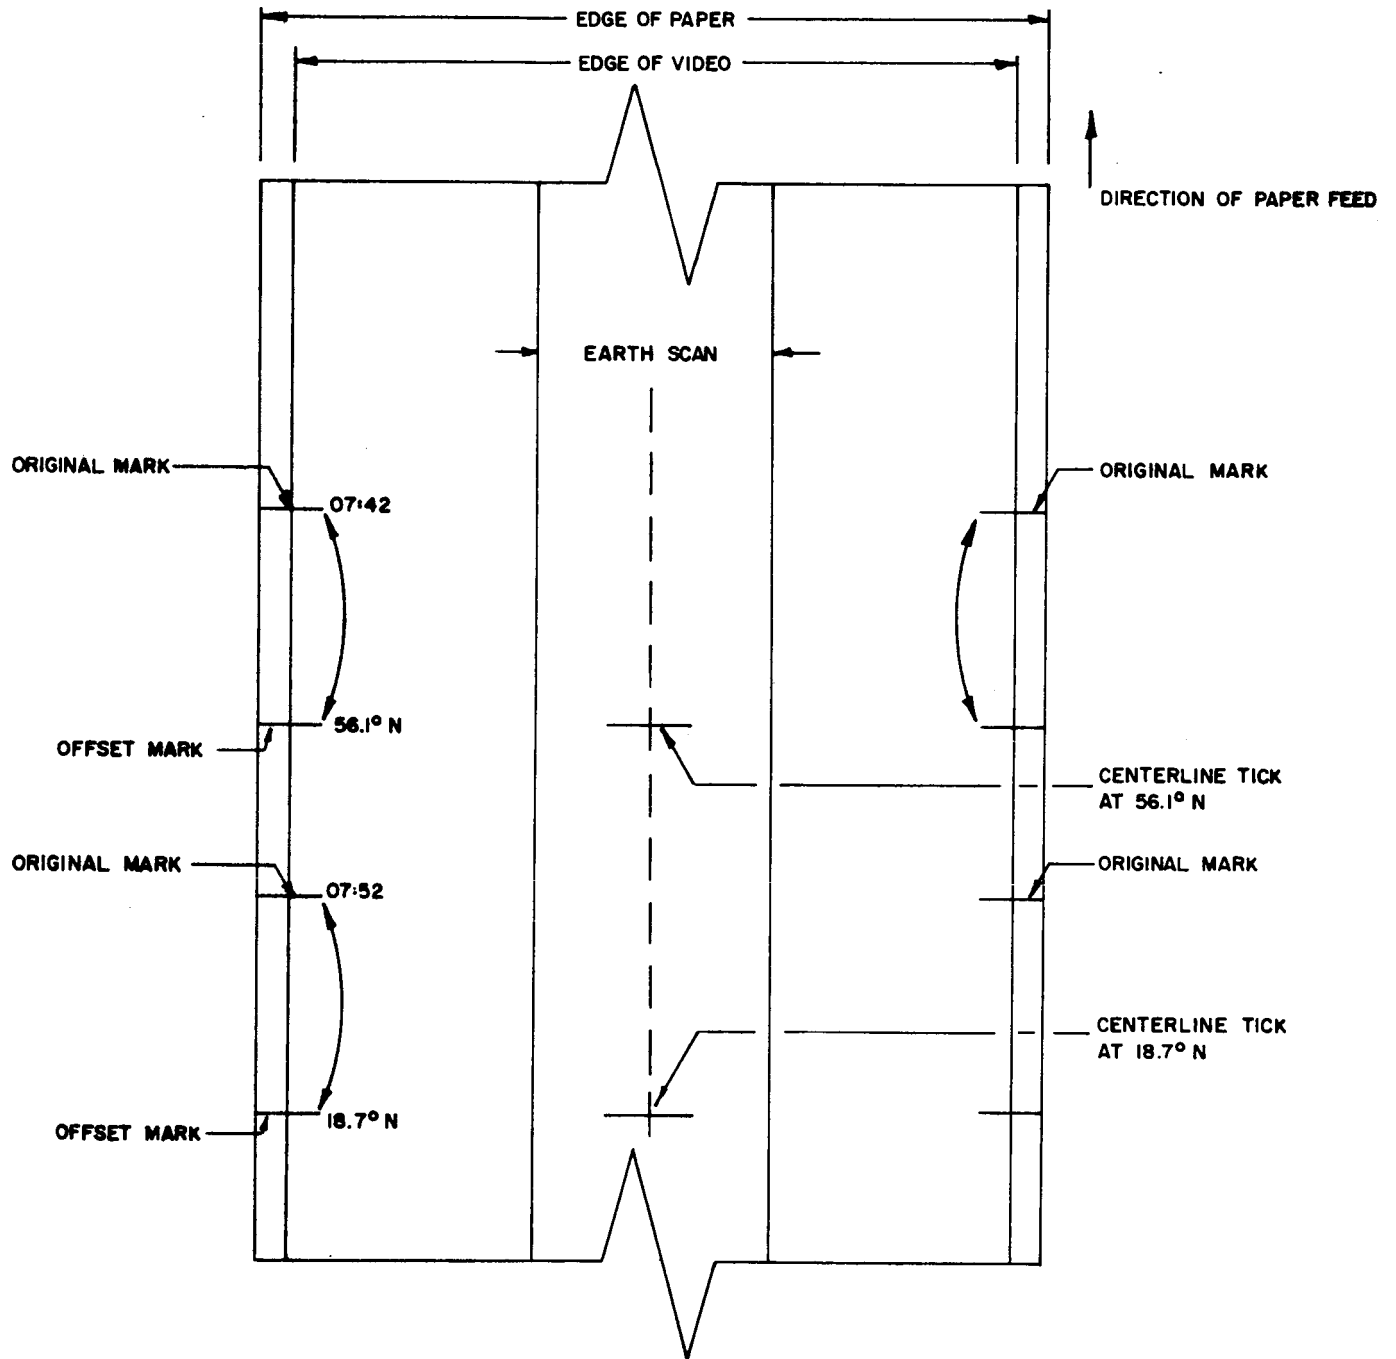 EDGE OF PAPER
EDGE OF VIDEO
DIRECTION OF PAPER FEED
EARTH SCAN
ORIGINAL MARK
ORIGINAL MARK
07:42
56.1° N
OFFSET MARK
CENTERLINE TICK
AT 56.1° N
ORIGINAL MARK
ORIGINAL MARK
07:52
CENTERLINE TICK
AT 18.7° N
18.7° N
OFFSET MARK